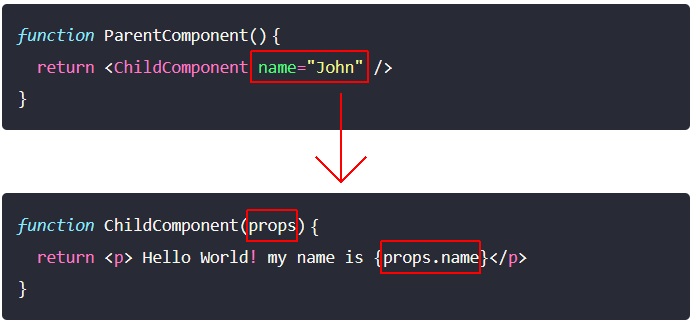 function ParentComponent(){
return <ChildComponent name="John" />
}
function ChildComponent(props){
return <p> Hello World! my name is {props.name}</p>
}